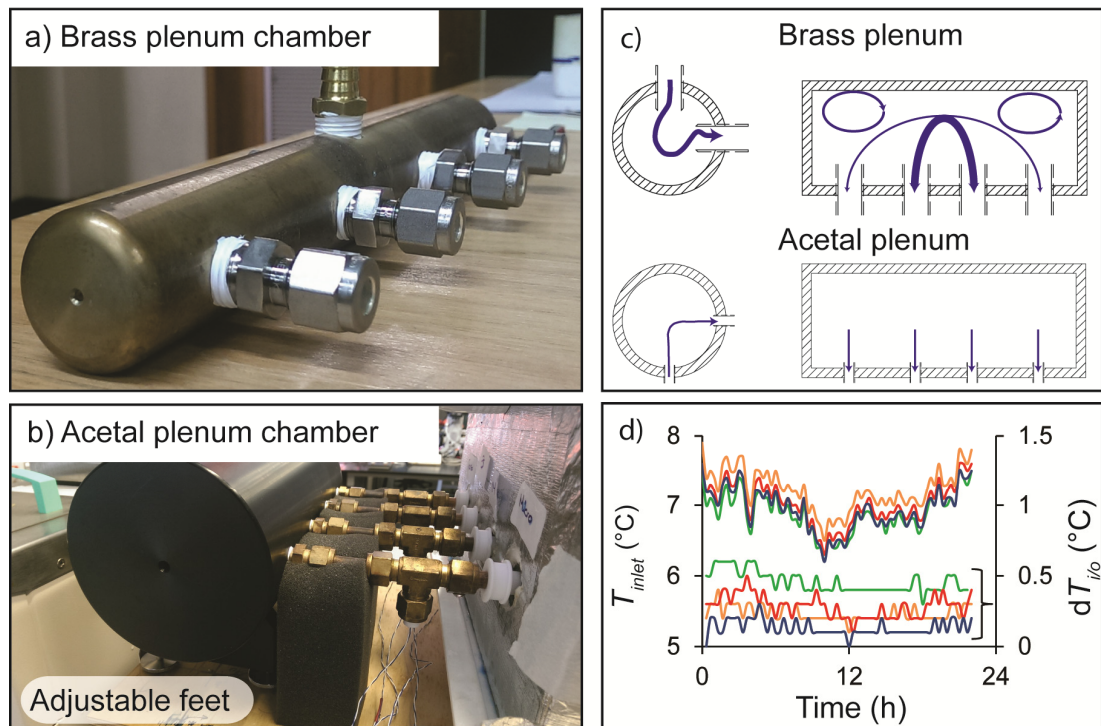 a) Brass plenum chamber
b) Acetal plenum chamber
Adjustable feet
c)
Brass plenum
Acetal plenum
d)
8
7
6
5
T_inlet (°C)
1.5
1
0.5
0
dT_i/o (°C)
0
12
24
Time (h)